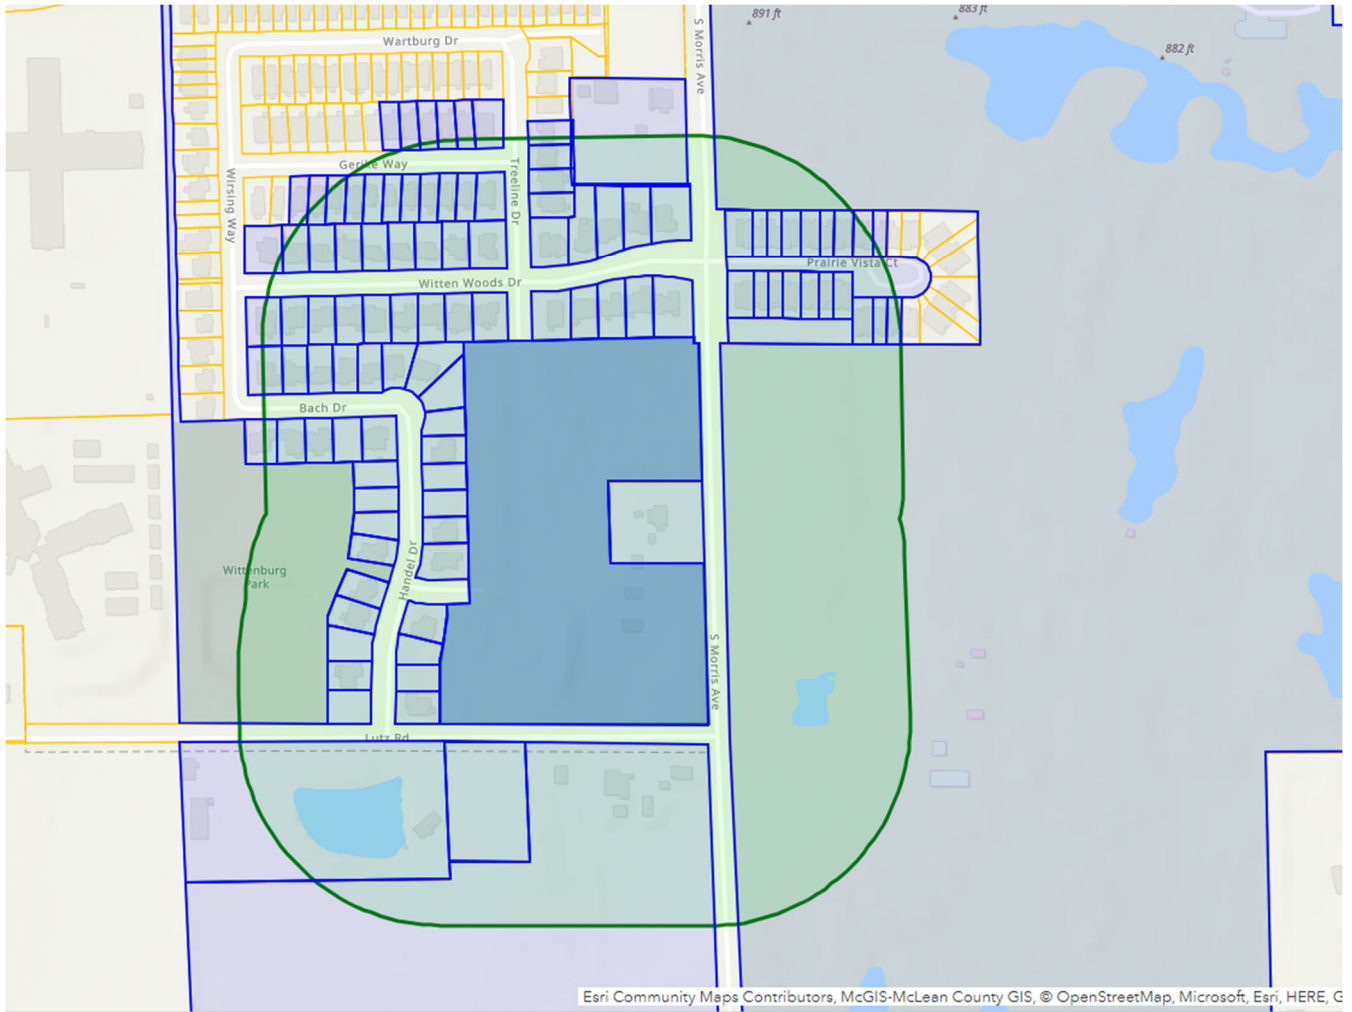 891 ft
883 ft
882 ft
Wartburg Dr
S Morris Ave
Gerike Way
Treeline Dr
Wirsing Way
Witten Woods Dr
Prairie Vista Ct
Bach Dr
Handel Dr
Wittenburg
Park
S Morris Ave
Lutz Rd
Esri Community Maps Contributors, McGIS-McLean County GIS, © OpenStreetMap, Microsoft, Esri, HERE, G